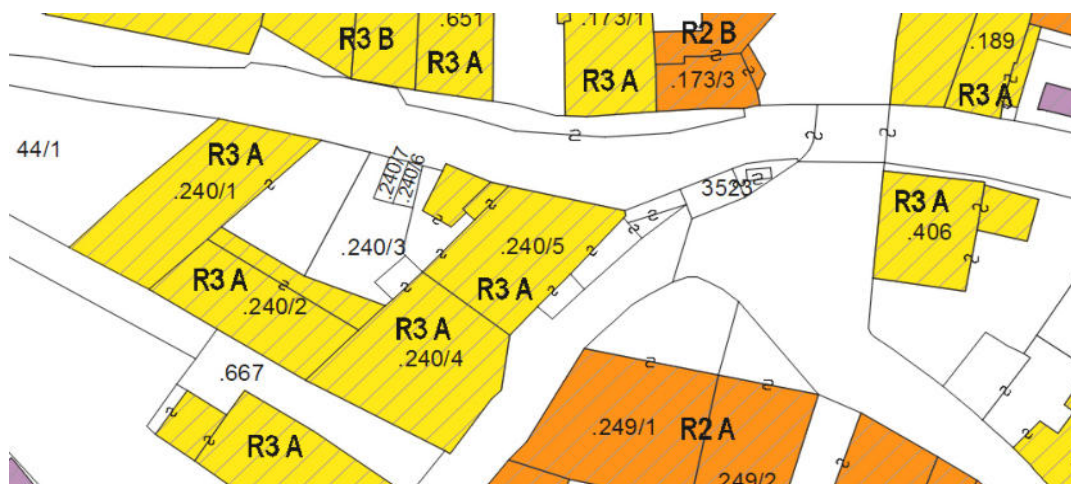 .651
R3 B
R3 A
.173/1
R3 A
R2 B
.173/3
.189
R3 A
44/1
R3 A
.240/1
.240/7
.240/6
3523
R3 A
.406
.240/3
.240/5
R3 A
R3 A
.240/2
R3 A
.240/4
.667
R3 A
.249/1
R2 A
.249/2